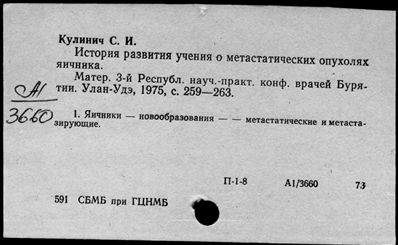 Кулинич С. И.
История развития учения о метастатических опухолях
яичника.
Матер. 3-й Республ. науч.-практ. конф. врачей Буря-
тии. Улан-Удэ, 1975, с. 259—263.
А1
3660
1. Яичники — новообразования — — метастатические и метаста-
зирующие.
П-1-8 А1/3660 73
591 СБМБ при ГЦНМБ